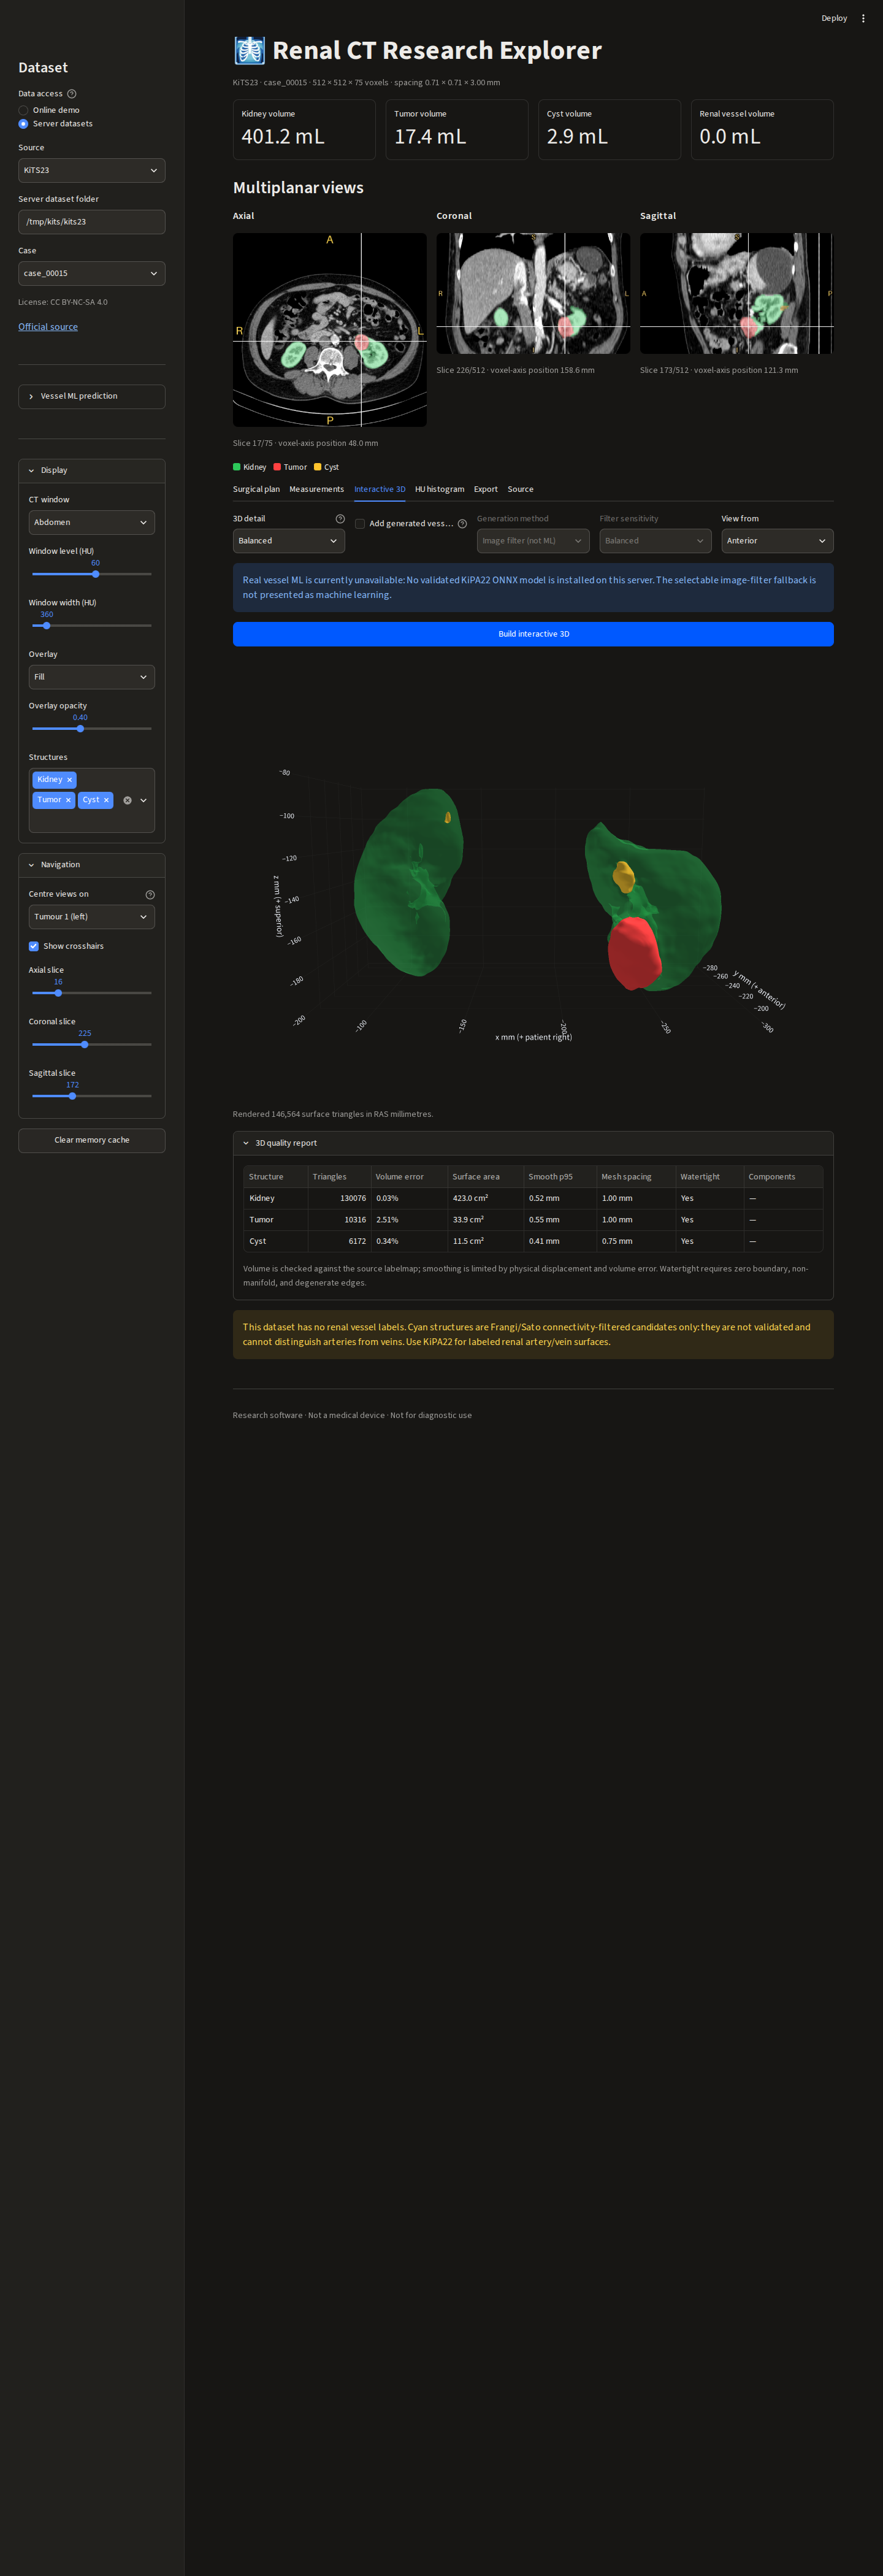 Deploy
Dataset
Data access
Online demo
Server datasets
Source
KiTS23
Server dataset folder
/tmp/kits/kits23
Case
case_00015
License: CC BY-NC-SA 4.0
Official source
Vessel ML prediction
Display
CT window
Abdomen
Window level (HU)
60
Window width (HU)
360
Overlay
Fill
Overlay opacity
0.40
Structures
Kidney
Tumor
Cyst
Navigation
Centre views on
Tumour 1 (left)
Show crosshairs
Axial slice
16
Coronal slice
225
Sagittal slice
172
Clear memory cache
Renal CT Research Explorer
KiTS23 · case_00015 · 512 × 512 × 75 voxels · spacing 0.71 × 0.71 × 3.00 mm
Kidney volume
401.2 mL
Tumor volume
17.4 mL
Cyst volume
2.9 mL
Renal vessel volume
0.0 mL
Multiplanar views
Axial
Coronal
Sagittal
A
R
L
P
R
L
A
P
Slice 17/75 · voxel-axis position 48.0 mm
Slice 226/512 · voxel-axis position 158.6 mm
Slice 173/512 · voxel-axis position 121.3 mm
Kidney
Tumor
Cyst
Surgical plan
Measurements
Interactive 3D
HU histogram
Export
Source
3D detail
Balanced
Add generated vess...
Generation method
Image filter (not ML)
Filter sensitivity
Balanced
View from
Anterior
Real vessel ML is currently unavailable: No validated KiPA22 ONNX model is installed on this server. The selectable image-filter fallback is
not presented as machine learning.
Build interactive 3D
−80
−100
−120
−140
−160
−180
−200
z mm (+ superior)
−100
−150
−200
−250
−300
x mm (+ patient right)
−280
−260
−240
−220
−200
y mm (+ anterior)
Rendered 146,564 surface triangles in RAS millimetres.
3D quality report
Structure Triangles Volume error Surface area Smooth p95 Mesh spacing Watertight Components
Kidney 130076 0.03% 423.0 cm² 0.52 mm 1.00 mm Yes —
Tumor 10316 2.51% 33.9 cm² 0.55 mm 1.00 mm Yes —
Cyst 6172 0.34% 11.5 cm² 0.41 mm 0.75 mm Yes —
Volume is checked against the source labelmap; smoothing is limited by physical displacement and volume error. Watertight requires zero boundary, non-
manifold, and degenerate edges.
This dataset has no renal vessel labels. Cyan structures are Frangi/Sato connectivity-filtered candidates only: they are not validated and
cannot distinguish arteries from veins. Use KiPA22 for labeled renal artery/vein surfaces.
Research software · Not a medical device · Not for diagnostic use